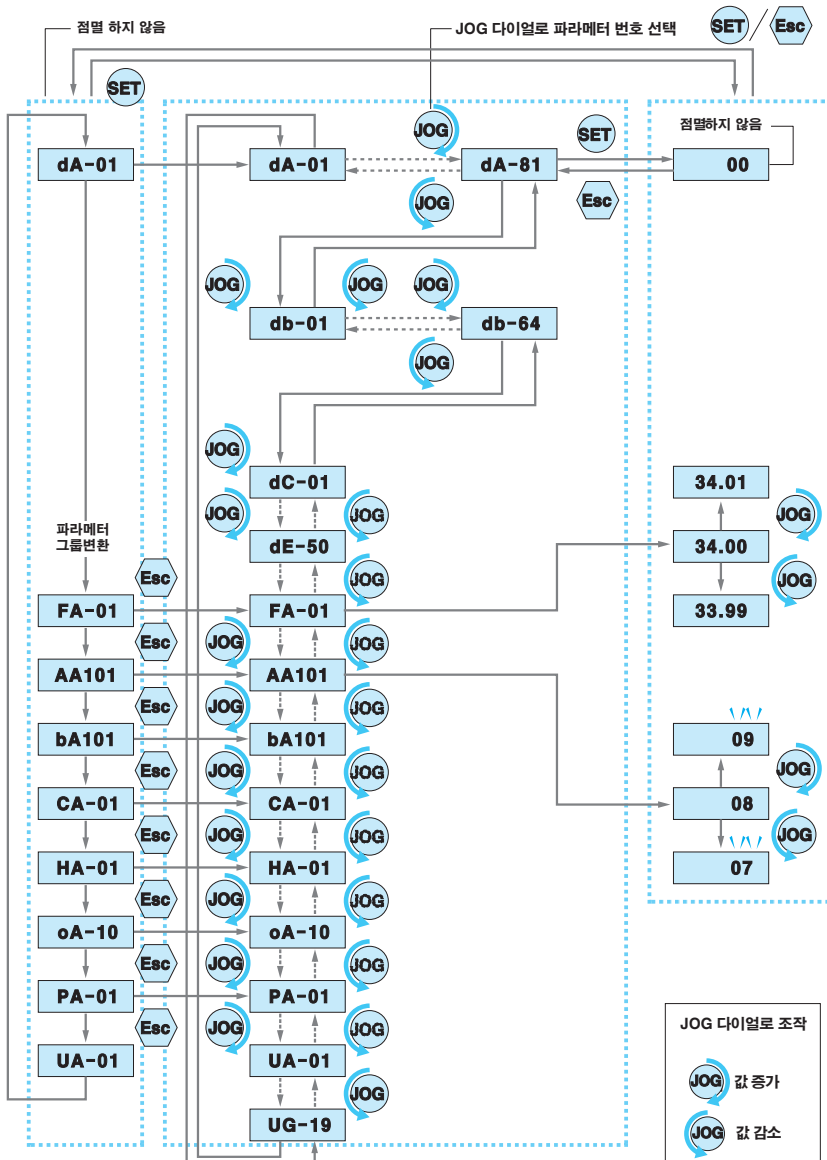 점멸 하지 않음
JOG 다이얼로 파라메터 번호 선택
SET / Esc
SET
JOG
SET
점멸하지 않음
dA-01
dA-01
dA-81
00
JOG
Esc
JOG
JOG
JOG
db-01
db-64
JOG
JOG
dC-01
34.01
JOG
JOG
JOG
파라메터
그룹변환
dE-50
34.00
Esc
JOG
JOG
FA-01
FA-01
33.99
Esc
JOG
JOG
AA101
AA101
Esc
JOG
JOG
bA101
bA101
09
Esc
JOG
JOG
JOG
CA-01
CA-01
08
Esc
JOG
JOG
JOG
HA-01
HA-01
07
Esc
JOG
JOG
oA-10
oA-10
Esc
JOG
JOG
PA-01
PA-01
Esc
JOG
JOG
UA-01
UA-01
JOG
UG-19
JOG 다이얼로 조작
JOG 값 증가
JOG 값 감소